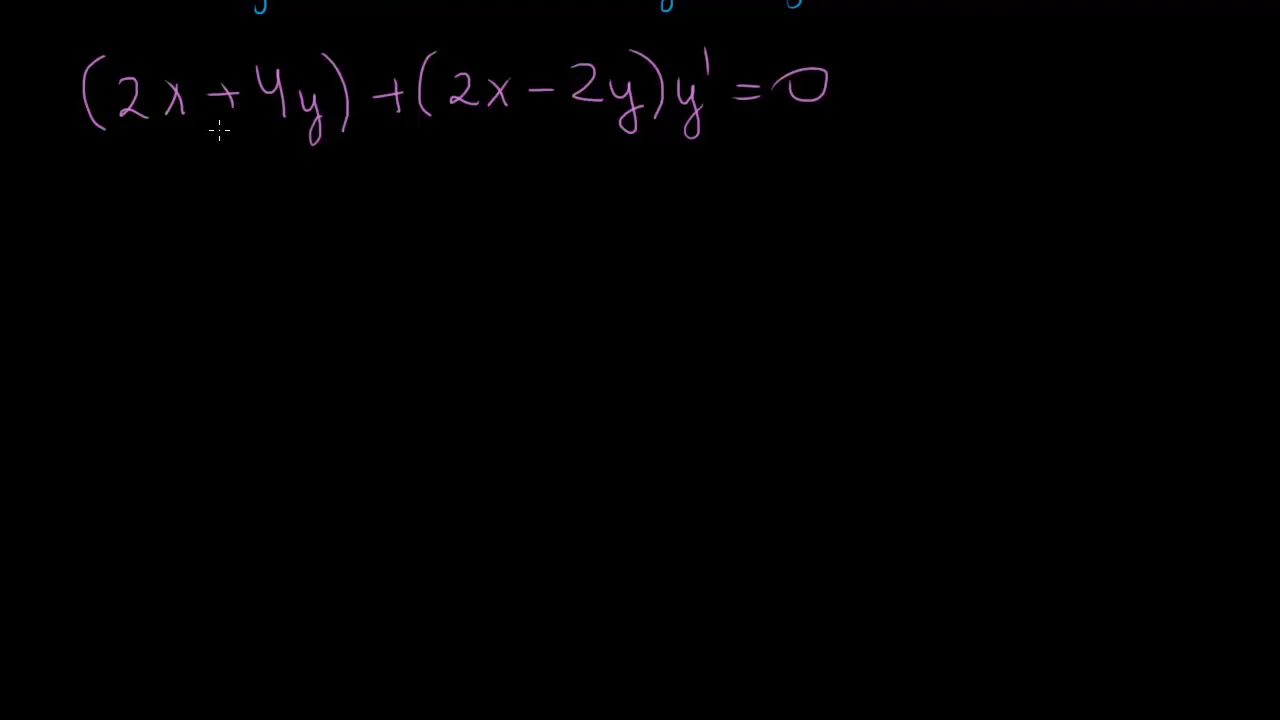 (2x + 4y) + (2x - 2y)y' = 0